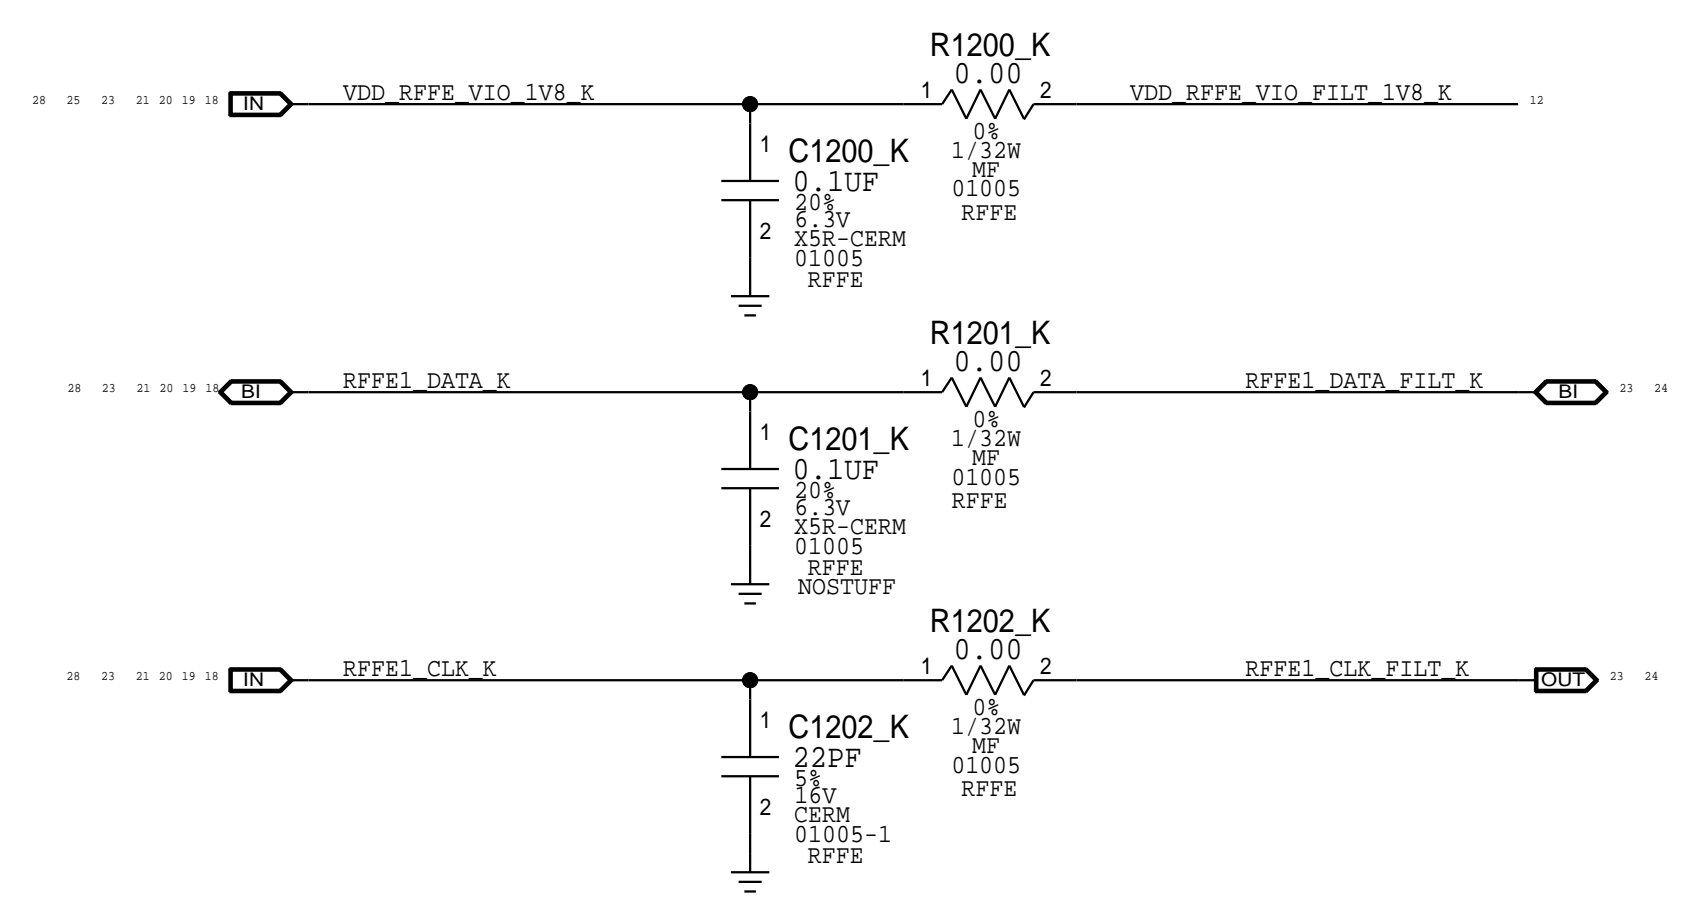 R1200_K
0.00
28 25 23 21 20 19 18 IN VDD_RFFE_VIO_1V8_K 1 2 VDD_RFFE_VIO_FILT_1V8_K 12
0%
1/32W
MF
01005
RFFE
1
C1200_K
0.1UF
20%
6.3V
2
X5R-CERM
01005
RFFE
R1201_K
0.00
28 23 21 20 19 18 BI RFFE1_DATA_K 1 2 RFFE1_DATA_FILT_K BI 23 24
0%
1/32W
MF
01005
RFFE
1
C1201_K
0.1UF
20%
6.3V
2
X5R-CERM
01005
RFFE
NOSTUFF
R1202_K
0.00
28 23 21 20 19 18 IN RFFE1_CLK_K 1 2 RFFE1_CLK_FILT_K OUT 23 24
0%
1/32W
MF
01005
RFFE
1
C1202_K
22PF
5%
16V
2
CERM
01005-1
RFFE